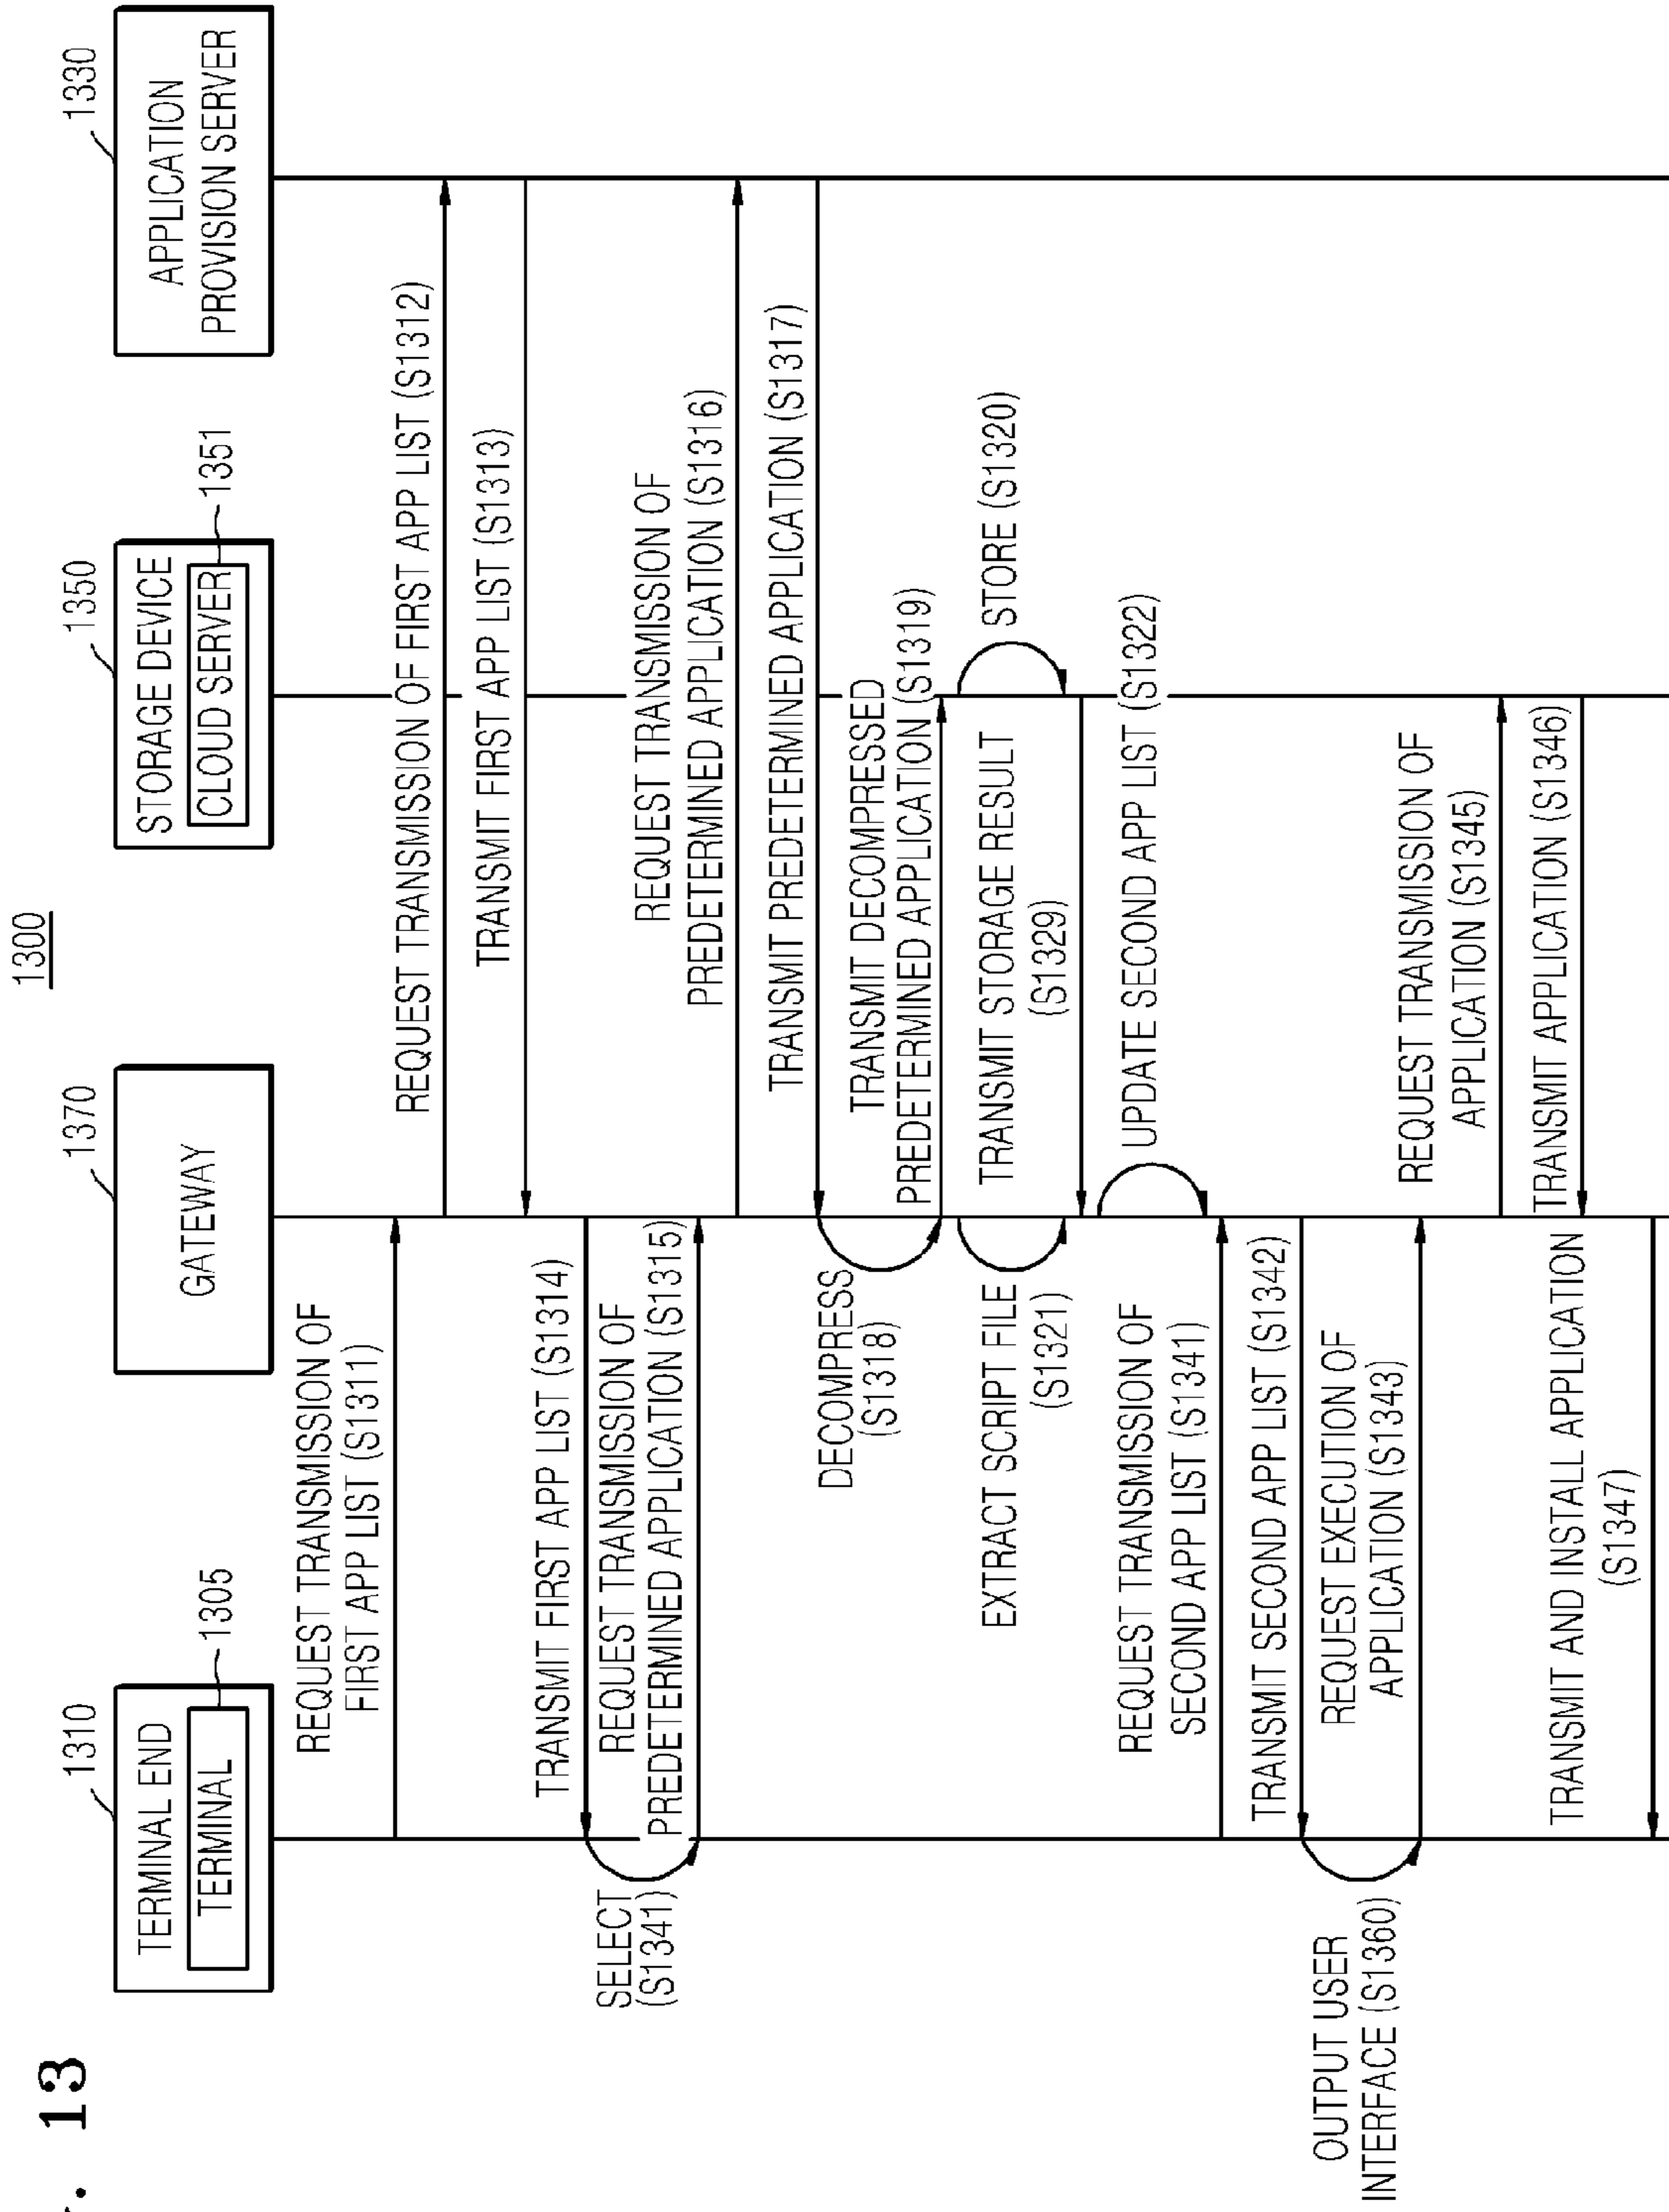 . 13
1300
1310
TERMINAL END
TERMINAL
1305
1370
GATEWAY
1350
STORAGE DEVICE
CLOUD SERVER
1351
1330
APPLICATION
PROVISION SERVER
REQUEST TRANSMISSION OF
FIRST APP LIST (S1311)
REQUEST TRANSMISSION OF FIRST APP LIST (S1312)
TRANSMIT FIRST APP LIST (S1313)
TRANSMIT FIRST APP LIST (S1314)
SELECT
(S1341)
REQUEST TRANSMISSION OF
PREDETERMINED APPLICATION (S1315)
REQUEST TRANSMISSION OF
PREDETERMINED APPLICATION (S1316)
TRANSMIT PREDETERMINED APPLICATION (S1317)
DECOMPRESS
(S1318)
TRANSMIT DECOMPRESSED
PREDETERMINED APPLICATION (S1319)
STORE (S1320)
EXTRACT SCRIPT FILE
(S1321)
TRANSMIT STORAGE RESULT
(S1329)
UPDATE SECOND APP LIST (S1322)
REQUEST TRANSMISSION OF
SECOND APP LIST (S1341)
TRANSMIT SECOND APP LIST (S1342)
OUTPUT USER
INTERFACE (S1360)
REQUEST EXECUTION OF
APPLICATION (S1343)
REQUEST TRANSMISSION OF
APPLICATION (S1345)
TRANSMIT APPLICATION (S1346)
TRANSMIT AND INSTALL APPLICATION
(S1347)